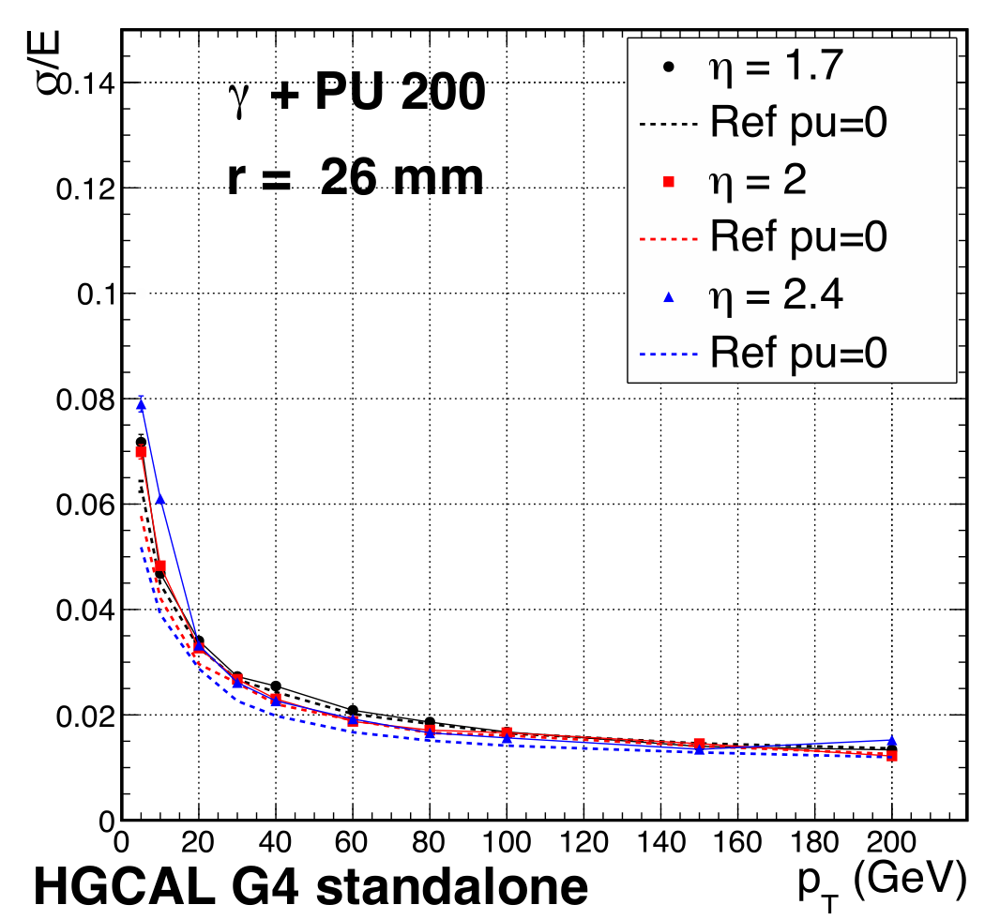 σ/E
0.14
0.12
0.1
0.08
0.06
0.04
0.02
0
γ + PU 200
r = 26 mm
η = 1.7
Ref pu=0
η = 2
Ref pu=0
η = 2.4
Ref pu=0
0 20 40 60 80 100 120 140 160 180 200
p_T (GeV)
HGCAL G4 standalone